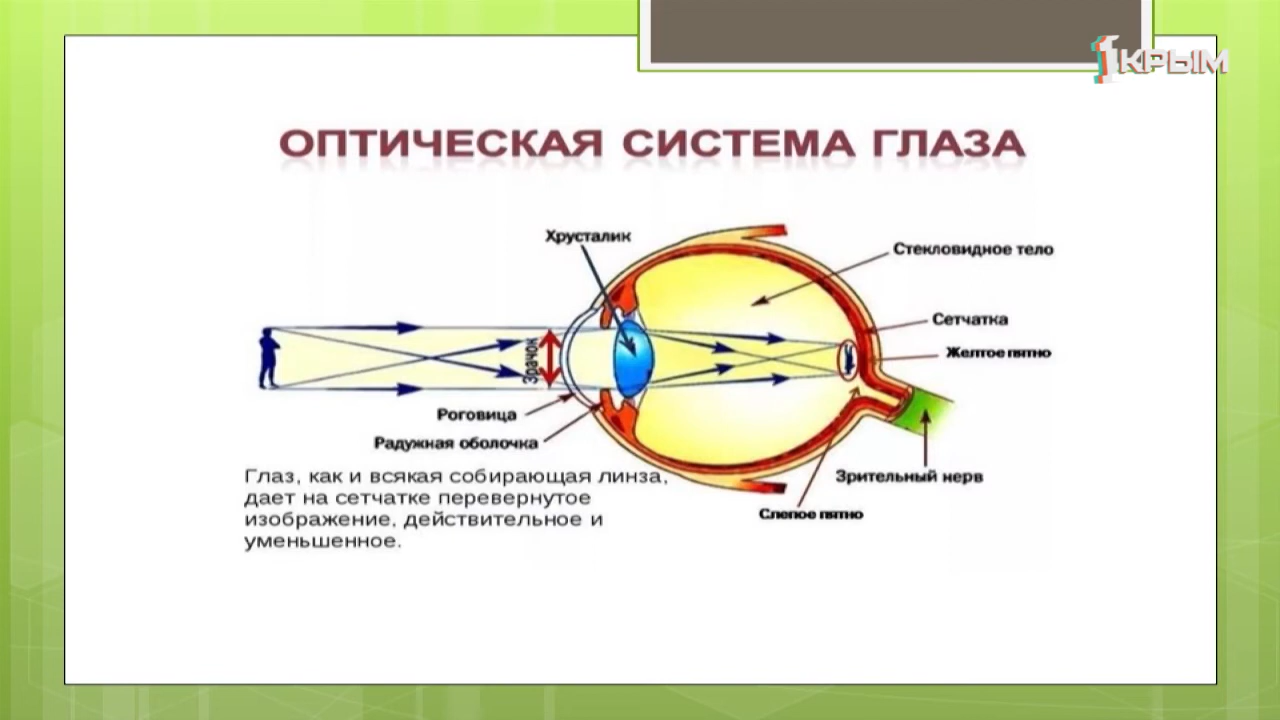 1КРЫМ
ОПТИЧЕСКАЯ СИСТЕМА ГЛАЗА
Хрусталик
Стекловидное тело
Сетчатка
Желтое пятно
Зрачок
Роговица
Радужная оболочка
Зрительный нерв
Слепое пятно
Глаз, как и всякая собирающая линза,
дает на сетчатке перевернутое
изображение, действительное и
уменьшенное.